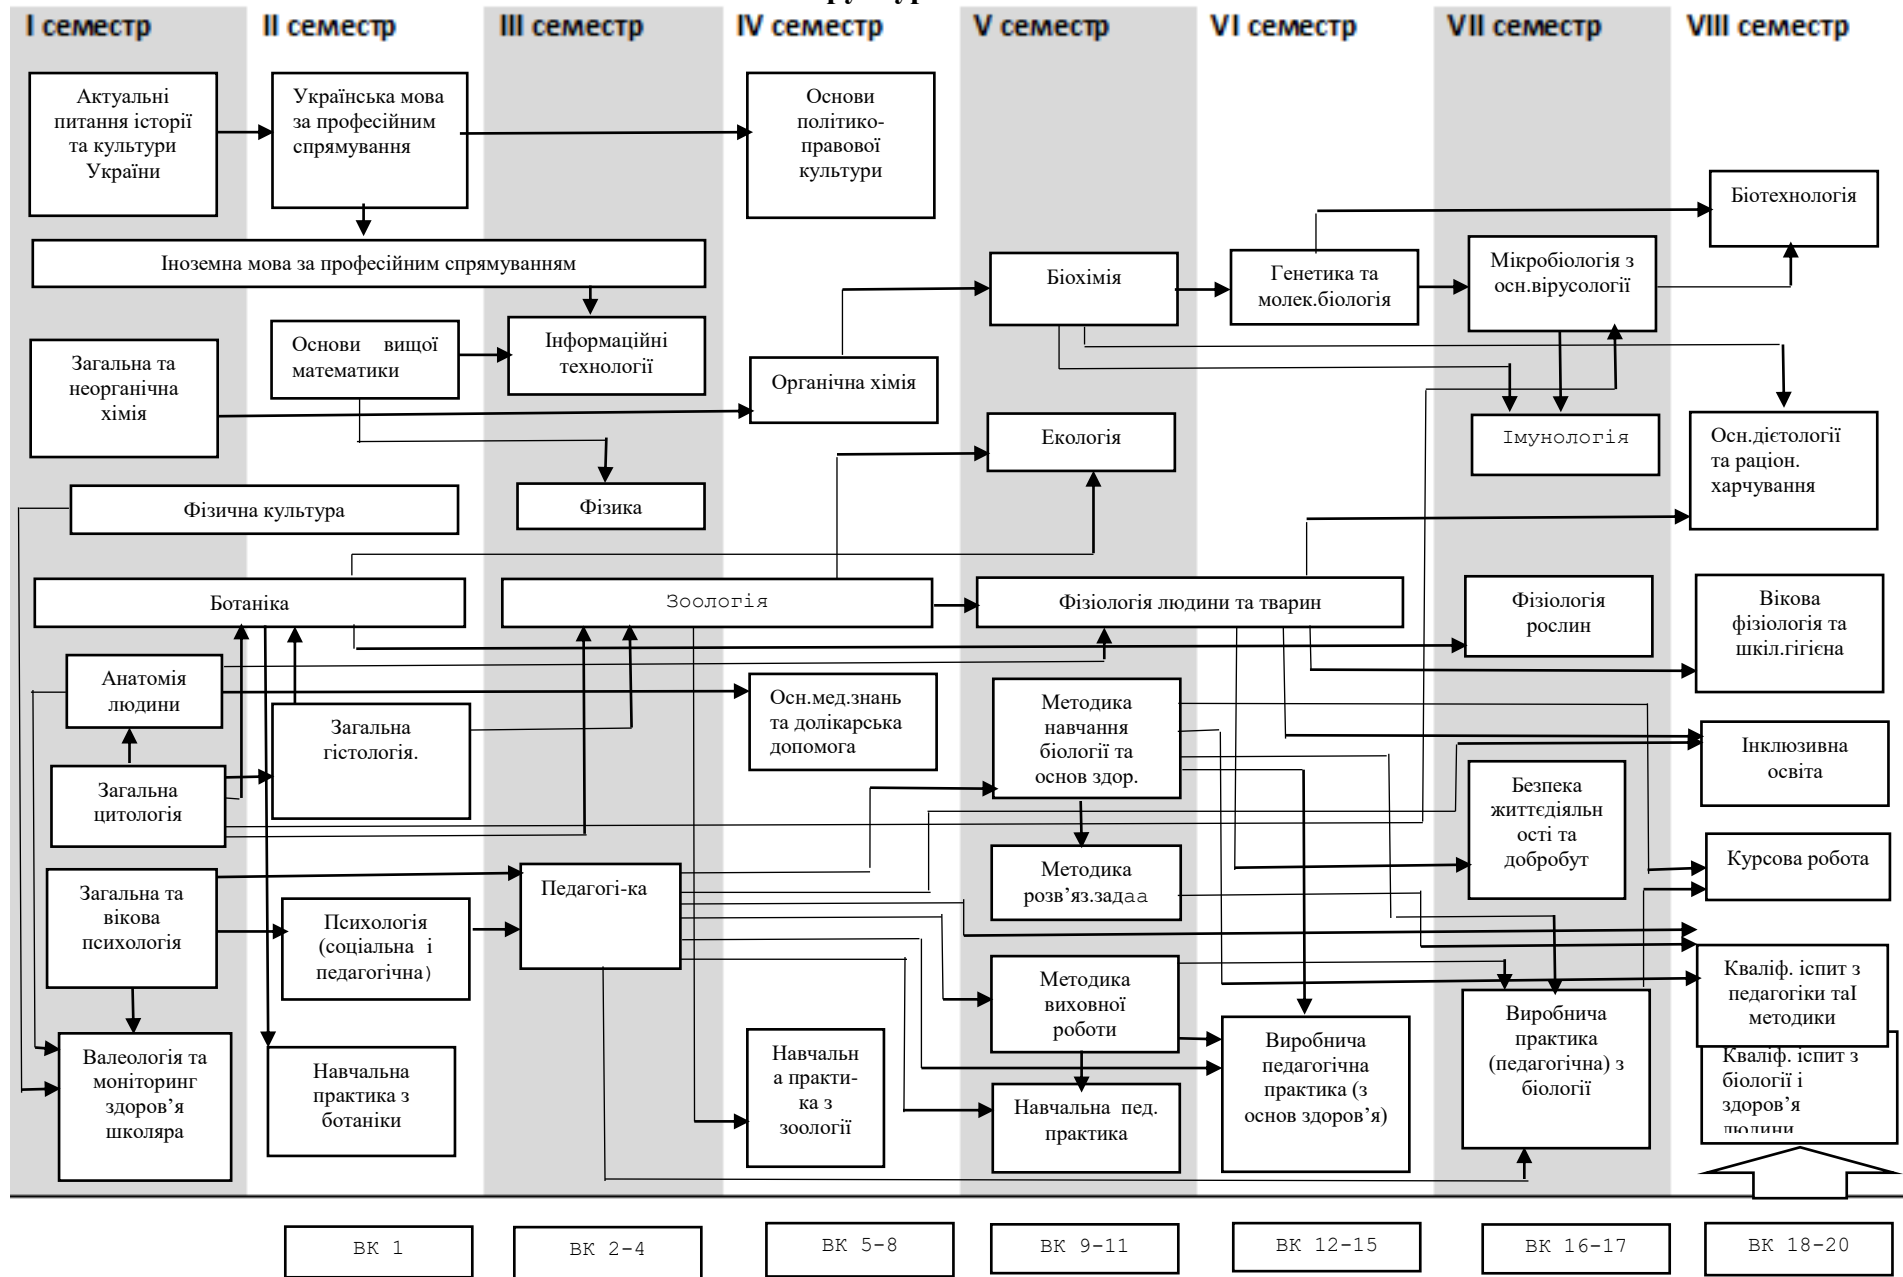 I семестр
II семестр
III семестр
IV семестр
V семестр
VI семестр
VII семестр
VIII семестр
Актуальні
питання історії
та культури
України
Українська мова
за професійним
спрямування
Основи
політико-
правової
культури
Біотехнологія
Іноземна мова за професійним спрямуванням
Біохімія
Генетика та
молек.біологія
Мікробіологія з
осн.вірусології
Загальна та
неорганічна
хімія
Основи вищої
математики
Інформаційні
технології
Органічна хімія
Екологія
Імунологія
Осн.дієтології
та раціон.
харчування
Фізична культура
Фізика
Ботаніка
Зоологія
Фізіологія людини та тварин
Фізіологія
рослин
Вікова
фізіологія та
шкіл.гігієна
Анатомія
людини
Загальна
гістологія.
Осн.мед.знань
та долікарська
допомога
Методика
навчання
біології та
основ здор.
Інклюзивна
освіта
Загальна
цитологія
Безпека
життєдіяльн
ості та
добробут
Загальна та
вікова
психологія
Психологія
(соціальна і
педагогічна)
Педагогі-ка
Методика
розв’яз.задаа
Курсова робота
Валеологія та
моніторинг
здоров’я
школяра
Навчальна
практика з
ботаніки
Навчальн
а практи-
ка з
зоології
Методика
виховної
роботи
Навчальна пед.
практика
Виробнича
педагогічна
практика (з
основ здоров’я)
Виробнича
практика
(педагогічна) з
біології
Кваліф. іспит з
педагогіки таІ
методики
Кваліф. іспит з
біології і
здоров’я
людини
ВК 1
ВК 2-4
ВК 5-8
ВК 9-11
ВК 12-15
ВК 16-17
ВК 18-20